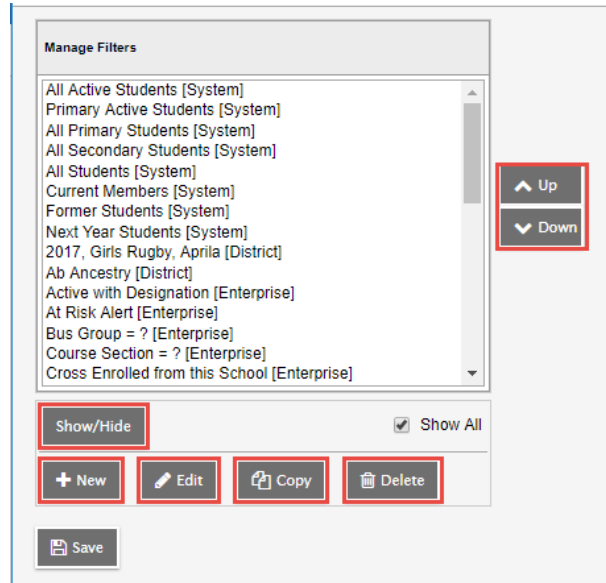 Manage Filters
All Active Students [System]
Primary Active Students [System]
All Primary Students [System]
All Secondary Students [System]
All Students [System]
Current Members [System]
Former Students [System]
Next Year Students [System]
2017, Girls Rugby, Aprila [District]
Ab Ancestry [District]
Active with Designation [Enterprise]
At Risk Alert [Enterprise]
Bus Group = ? [Enterprise]
Course Section = ? [Enterprise]
Cross Enrolled from this School [Enterprise]
Up
Down
Show/Hide
Show All
New
Edit
Copy
Delete
Save